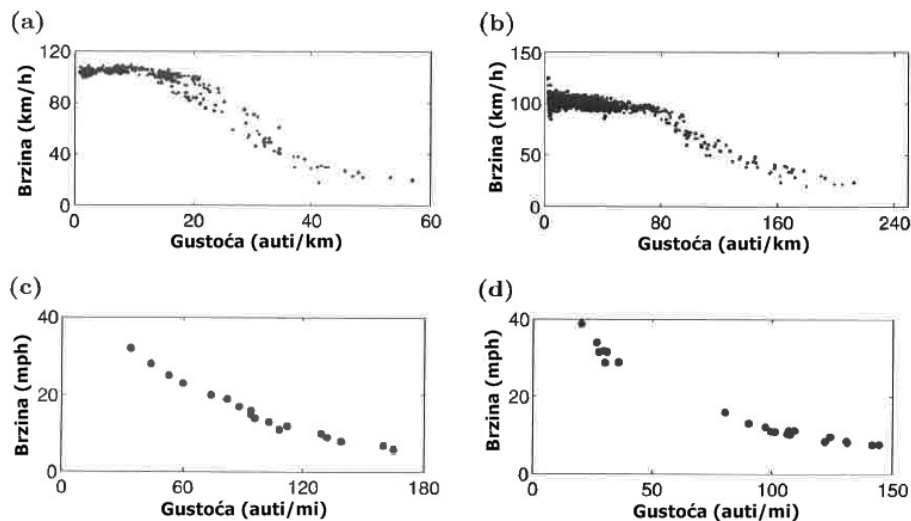 (a)
120
80
40
0
0 20 40 60
Brzina (km/h)
Gustoća (auti/km)
(b)
150
100
50
0
0 80 160 240
Brzina (km/h)
Gustoća (auti/km)
(c)
40
20
0
0 60 120 180
Brzina (mph)
Gustoća (auti/mi)
(d)
40
20
0
0 50 100 150
Brzina (mph)
Gustoća (auti/mi)